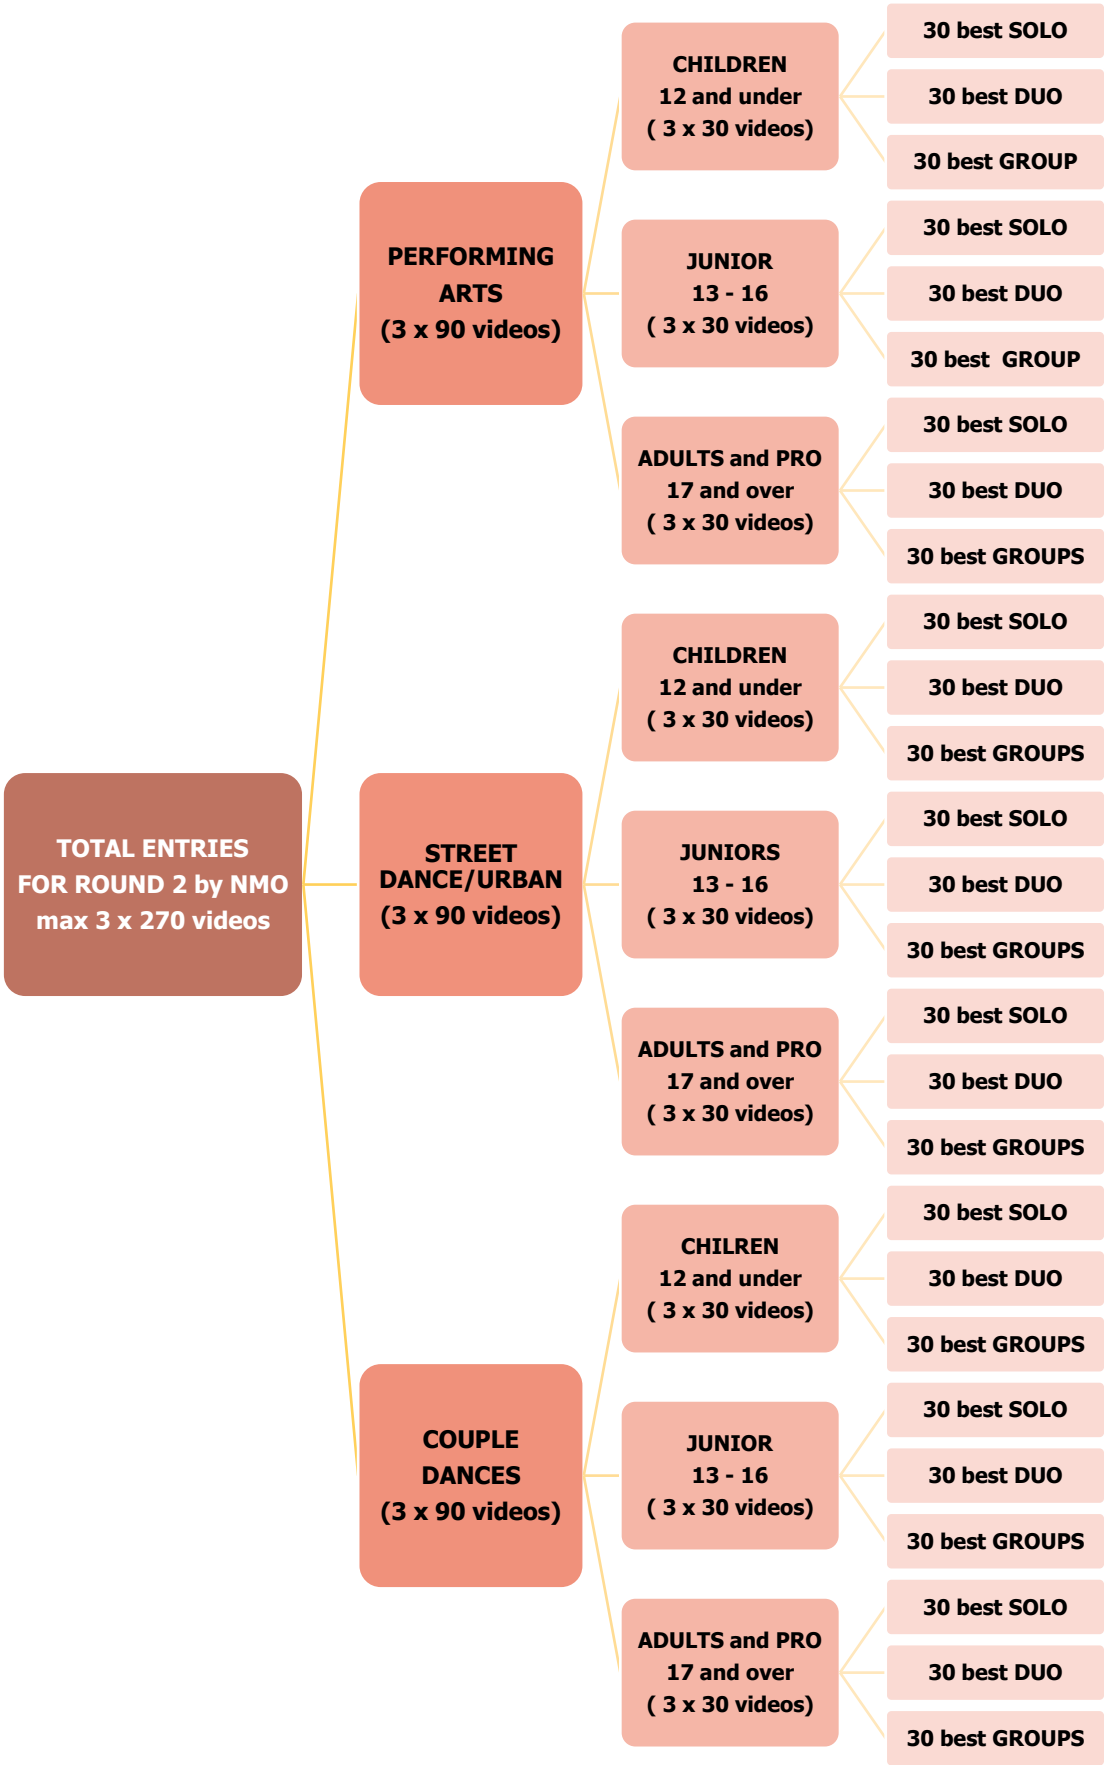 TOTAL ENTRIES
FOR ROUND 2 by NMO
max 3 x 270 videos
PERFORMING
ARTS
(3 x 90 videos)
CHILDREN
12 and under
( 3 x 30 videos)
30 best SOLO
30 best DUO
30 best GROUP
JUNIOR
13 - 16
( 3 x 30 videos)
30 best SOLO
30 best DUO
30 best  GROUP
ADULTS and PRO
17 and over
( 3 x 30 videos)
30 best SOLO
30 best DUO
30 best GROUPS
STREET
DANCE/URBAN
(3 x 90 videos)
CHILDREN
12 and under
( 3 x 30 videos)
30 best SOLO
30 best DUO
30 best GROUPS
JUNIORS
13 - 16
( 3 x 30 videos)
30 best SOLO
30 best DUO
30 best GROUPS
ADULTS and PRO
17 and over
( 3 x 30 videos)
30 best SOLO
30 best DUO
30 best GROUPS
COUPLE
DANCES
(3 x 90 videos)
CHILREN
12 and under
( 3 x 30 videos)
30 best SOLO
30 best DUO
30 best GROUPS
JUNIOR
13 - 16
( 3 x 30 videos)
30 best SOLO
30 best DUO
30 best GROUPS
ADULTS and PRO
17 and over
( 3 x 30 videos)
30 best SOLO
30 best DUO
30 best GROUPS